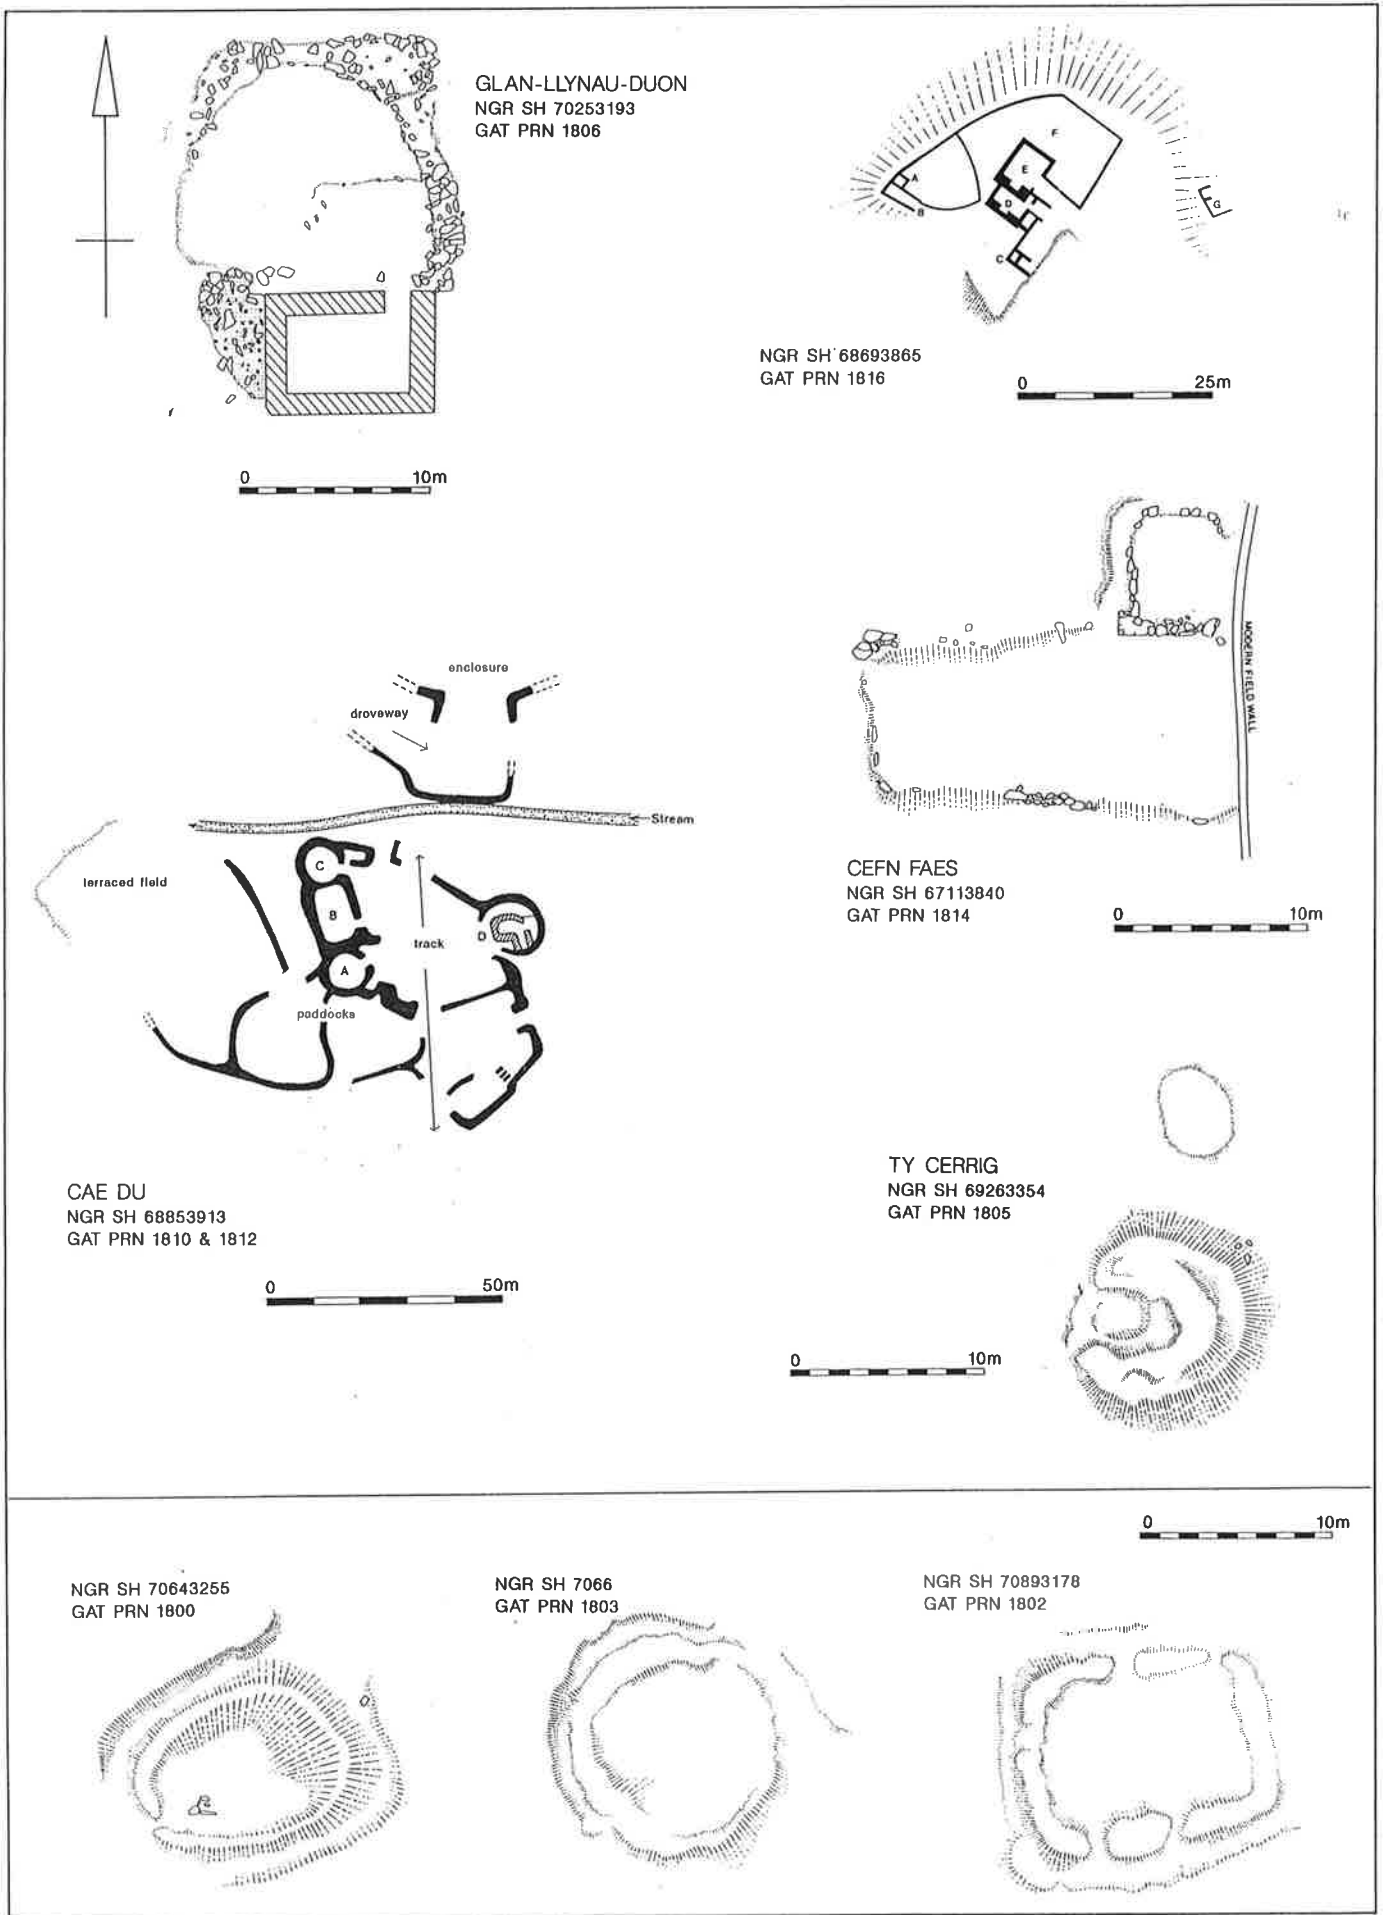 GLAN-LLYNAU-DUON
NGR SH 70253193
GAT PRN 1806
0 10m
A
B
C
D
E
F
G
NGR SH 68693865
GAT PRN 1816
0 25m
MODERN FIELD WALL
CEFN FAES
NGR SH 67113840
GAT PRN 1814
0 10m
enclosure
droveway
Stream
terraced field
C
B
A
D
track
paddocks
CAE DU
NGR SH 68853913
GAT PRN 1810 & 1812
0 50m
TY CERRIG
NGR SH 69263354
GAT PRN 1805
0 10m
0 10m
NGR SH 70643255
GAT PRN 1800
NGR SH 7066
GAT PRN 1803
NGR SH 70893178
GAT PRN 1802